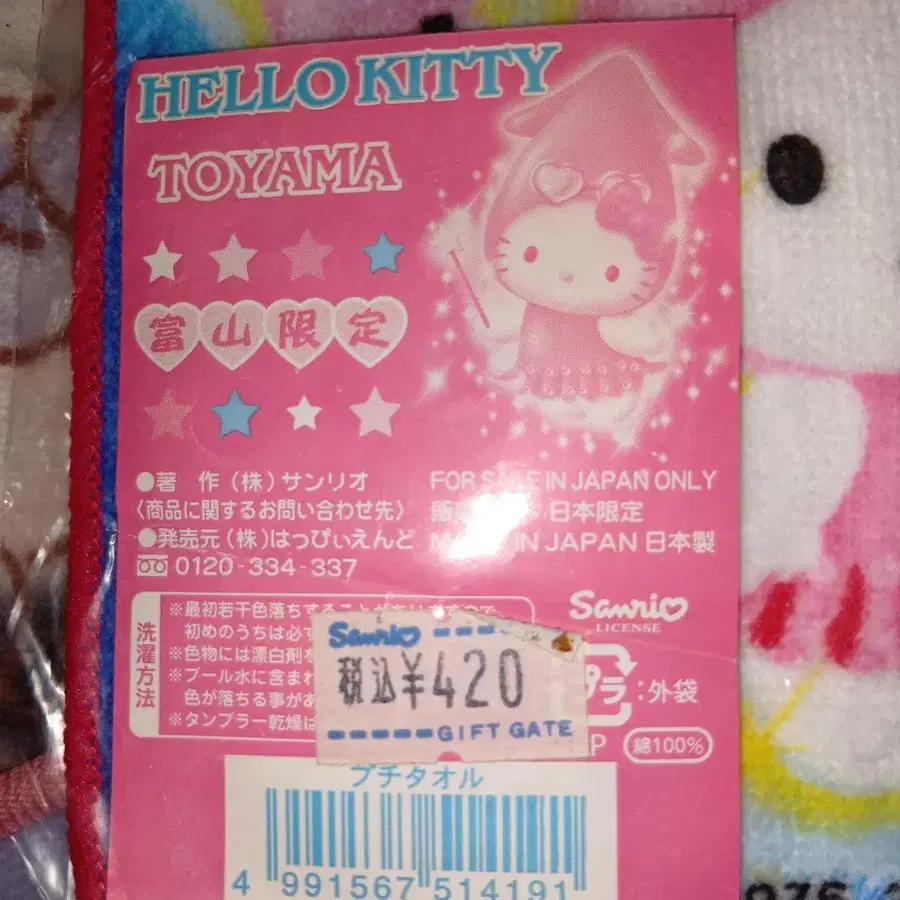 HELLO KITTY
TOYAMA
富山限定
●著 作(株)サンリオ
〈商品に関するお問い合わせ先〉
●発売元(株)はっぴぃえんど
0120-334-337
FOR SALE IN JAPAN ONLY
日本限定
MADE IN JAPAN 日本製
Sanrio
LICENSE
洗濯方法
※最初若干色落ちすることがありますので
初めのうちは必ず
※色物には漂白剤を
※プール水に含まれ
色が落ちる事があ
※タンブラー乾燥は
プラ:外袋
P
綿100%
Sanrio
税込¥420
GIFT GATE
プチタオル
4 991567 514191